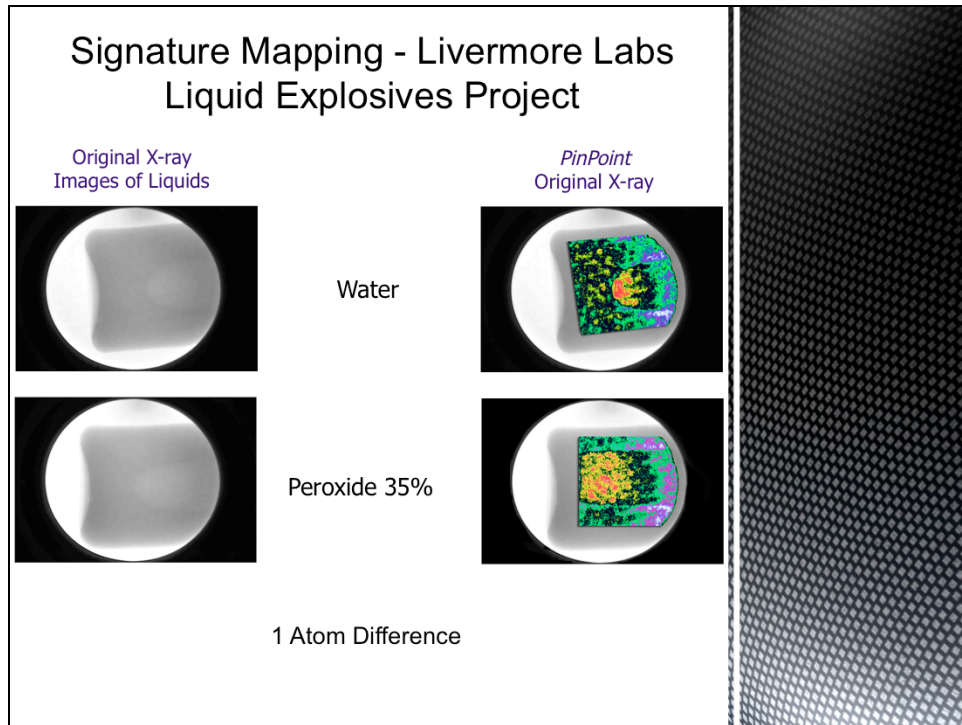 Signature Mapping - Livermore Labs
Liquid Explosives Project
Original X-ray
Images of Liquids
PinPoint
Original X-ray
Water
Peroxide 35%
1 Atom Difference